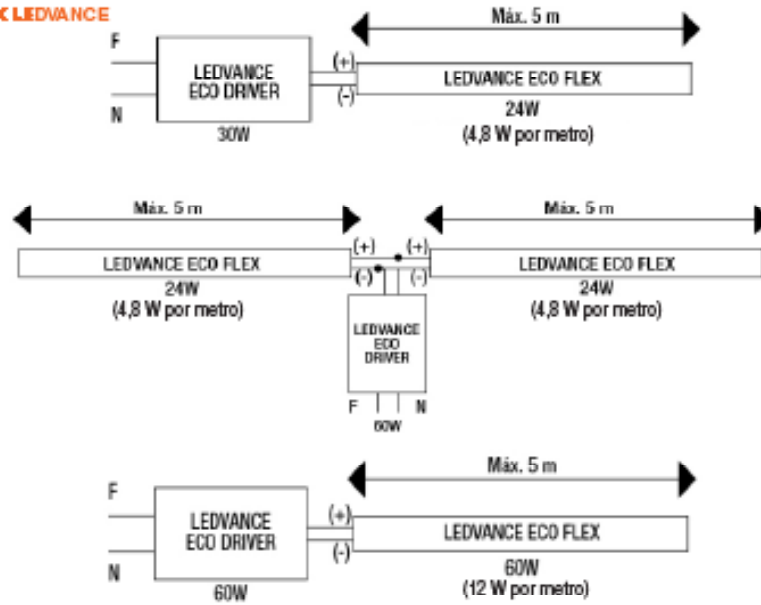 LEDVANCE
Máx. 5 m
F
LEDVANCE
ECO DRIVER
(+)
LEDVANCE ECO FLEX
(-)
N
24W
30W
(4,8 W por metro)
Máx. 5 m
Máx. 5 m
(+) (+)
LEDVANCE ECO FLEX
LEDVANCE ECO FLEX
(-) (-)
24W
(4,8 W por metro)
24W
(4,8 W por metro)
LEDVANCE
ECO
DRIVER
F N
60W
Máx. 5 m
F
LEDVANCE
ECO DRIVER
(+)
LEDVANCE ECO FLEX
(-)
N
60W
60W
(12 W por metro)